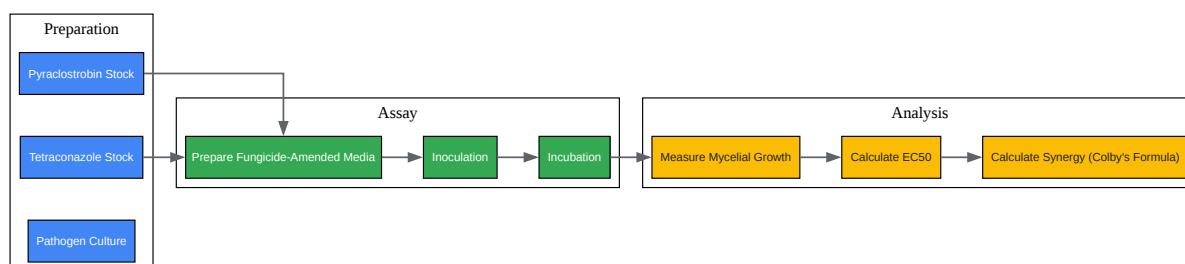 Preparation
Pyraclostrobin Stock
Tetraconazole Stock
Pathogen Culture
Assay
Prepare Fungicide-Amended Media
Inoculation
Incubation
Analysis
Measure Mycelial Growth
Calculate EC50
Calculate Synergy (Colby's Formula)